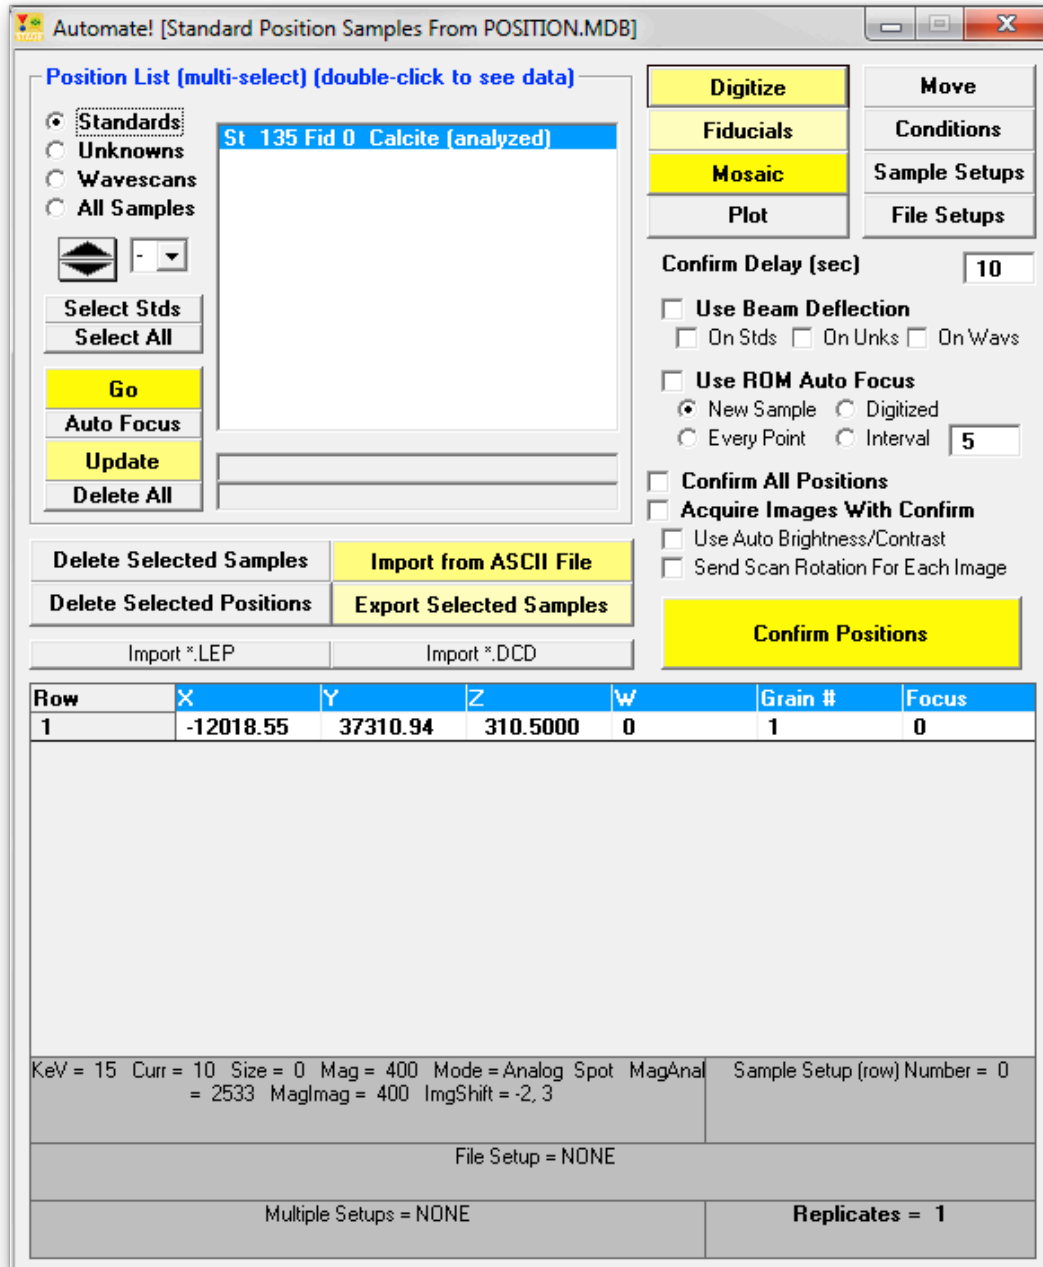 Automate! [Standard Position Samples From POSITION.MDB]
Position List (multi-select) (double-click to see data)
Standards
Unknowns
Wavescans
All Samples
-
Select Stds
Select All
Go
Auto Focus
Update
Delete All
St 135 Fid 0 Calcite (analyzed)
Digitize
Fiducials
Mosaic
Plot
Move
Conditions
Sample Setups
File Setups
Confirm Delay (sec) 10
Use Beam Deflection
On Stds On Unks On Wavs
Use ROM Auto Focus
New Sample Digitized
Every Point Interval 5
Confirm All Positions
Acquire Images With Confirm
Use Auto Brightness/Contrast
Send Scan Rotation For Each Image
Confirm Positions
Delete Selected Samples Import from ASCII File
Delete Selected Positions Export Selected Samples
Import *.LEP Import *.DCD
Row X Y Z W Grain # Focus
1 -12018.55 37310.94 310.5000 0 1 0
KeV = 15 Curr = 10 Size = 0 Mag = 400 Mode = Analog Spot MagAnal
= 2533 MagImag = 400 ImgShift = -2, 3
Sample Setup (row) Number = 0
File Setup = NONE
Multiple Setups = NONE Replicates = 1